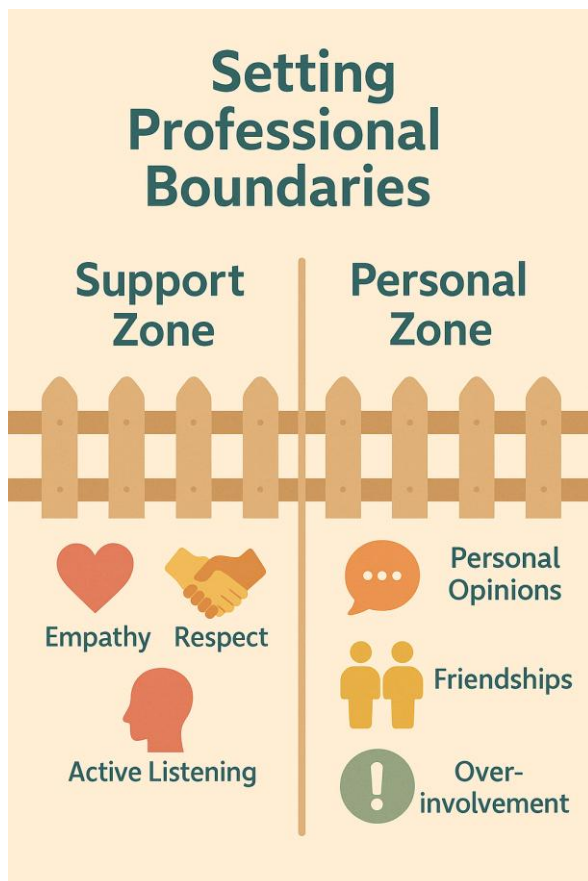 Setting
Professional
Boundaries
Support
Zone
Personal
Zone
Empathy
Respect
Active Listening
Personal
Opinions
Friendships
Over-
involvement